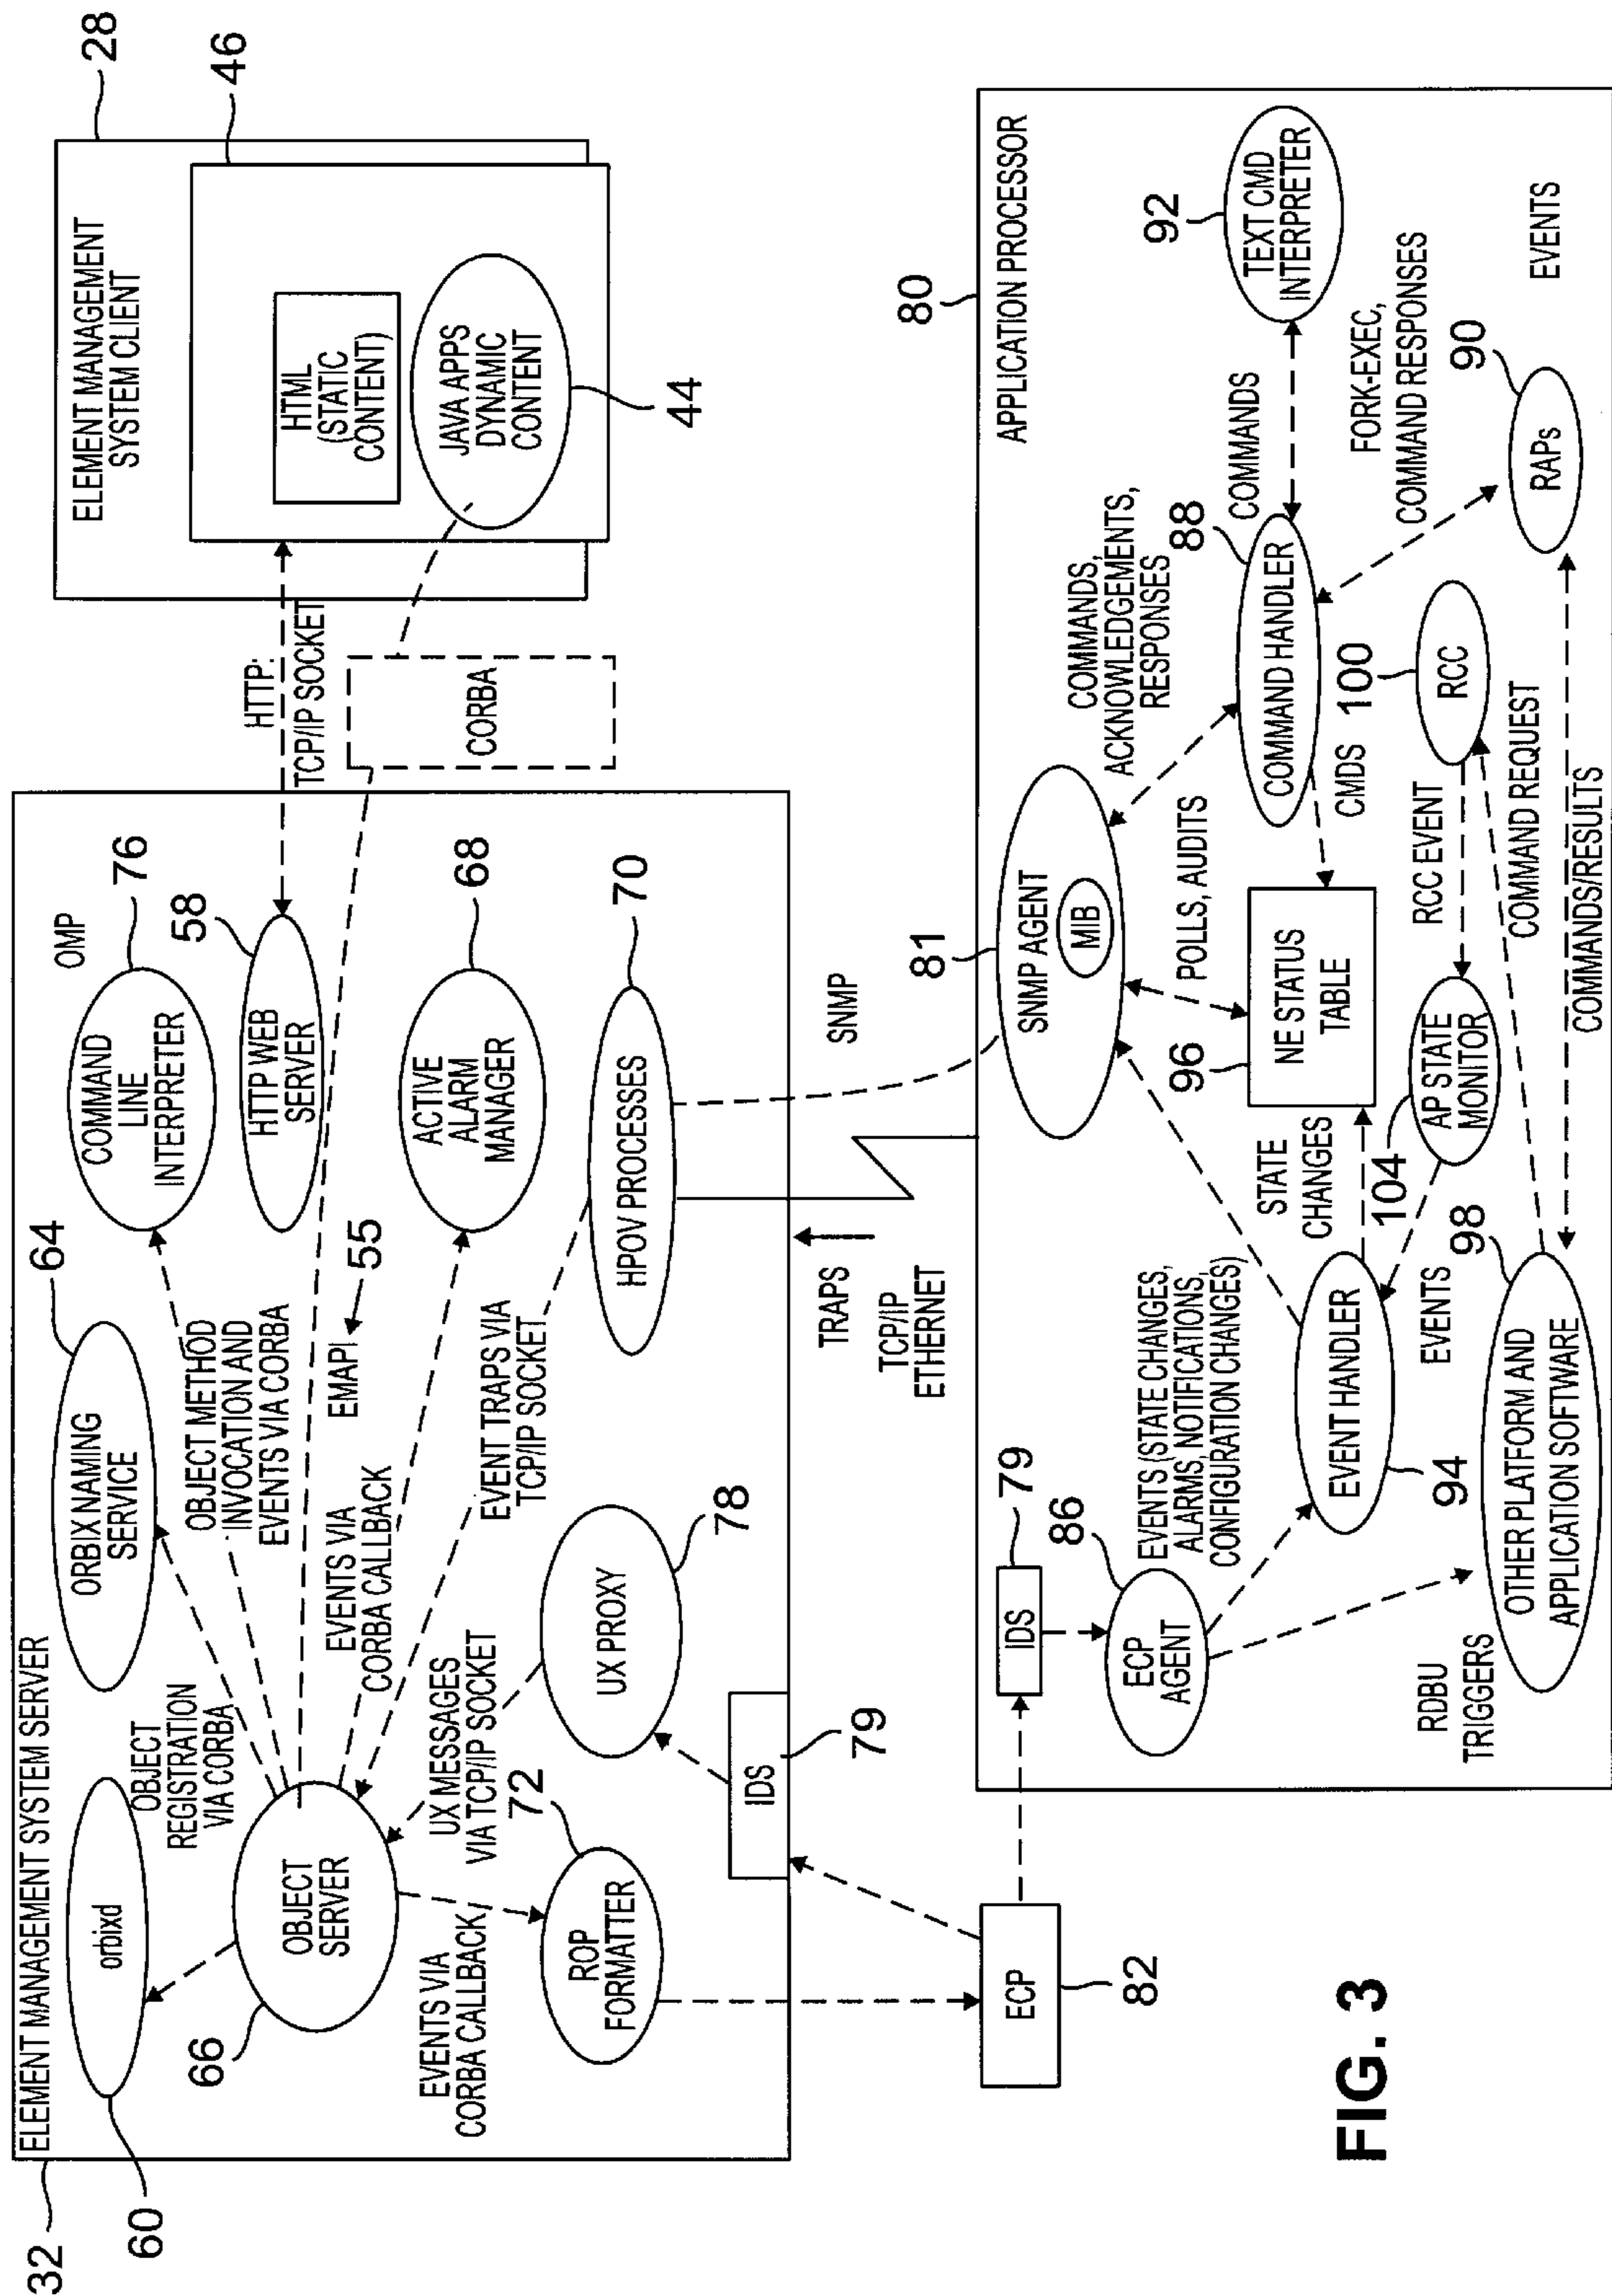 ELEMENT MANAGEMENT SYSTEM SERVER
32
60
orbixd
OBJECT
REGISTRATION
VIA CORBA
64
ORBIX NAMING
SERVICE
OBJECT METHOD
INVOCATION AND
EVENTS VIA CORBA
OMP
76
COMMAND
LINE
INTERPRETER
58
HTTP WEB
SERVER
66
OBJECT
SERVER
EMAPI
55
EVENTS VIA
CORBA CALLBACK
68
ACTIVE
ALARM
MANAGER
EVENT TRAPS VIA
TCP/IP SOCKET
70
HPOV PROCESSES
EVENTS VIA
CORBA CALLBACK
UX MESSAGES
VIA TCP/IP SOCKET
72
ROP
FORMATTER
UX PROXY
78
IDS
79
HTTP:
TCP/IP SOCKET
CORBA
ELEMENT MANAGEMENT
SYSTEM CLIENT
28
46
HTML
(STATIC
CONTENT)
JAVA APPS
DYNAMIC
CONTENT
44
TRAPS
TCP/IP
ETHERNET
SNMP
ECP
82
80
APPLICATION PROCESSOR
81
SNMP AGENT
MIB
COMMANDS,
ACKNOWLEDGEMENTS,
RESPONSES
92
TEXT CMD
INTERPRETER
COMMANDS
88
COMMAND HANDLER
POLLS, AUDITS
79
IDS
86
ECP
AGENT
EVENTS (STATE CHANGES,
ALARMS, NOTIFICATIONS,
CONFIGURATION CHANGES)
96
NE STATUS
TABLE
STATE
CHANGES
CMDS
FORK-EXEC,
COMMAND RESPONSES
EVENT HANDLER
94
104
AP STATE
MONITOR
RCC EVENT
100
RCC
90
RAPs
EVENTS
EVENTS
98
RDBU
TRIGGERS
OTHER PLATFORM AND
APPLICATION SOFTWARE
COMMAND REQUEST
COMMANDS/RESULTS
FIG. 3